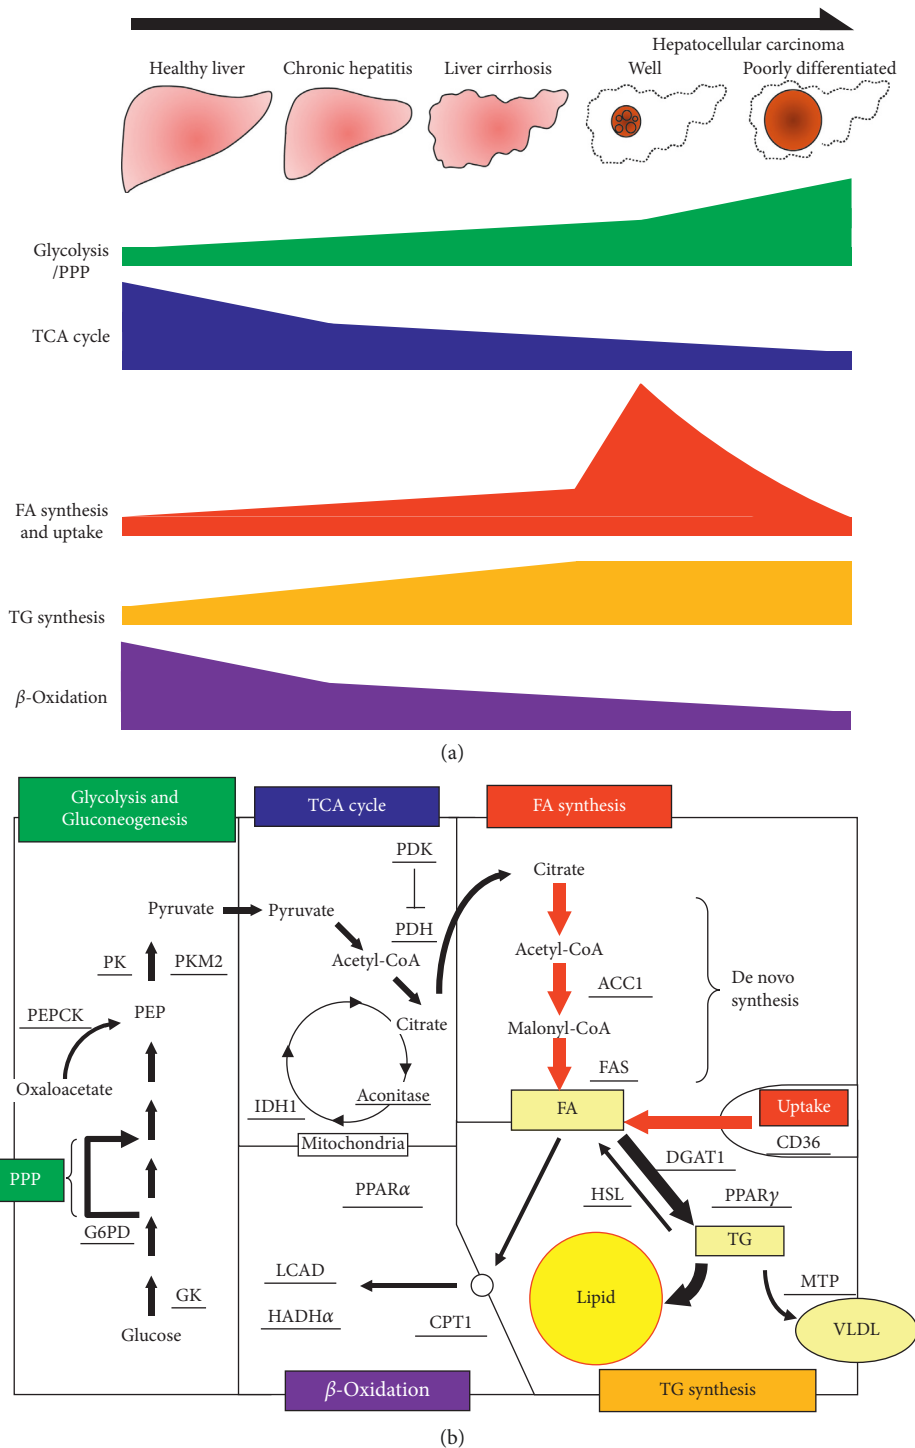 Hepatocellular carcinoma
Healthy liver
Chronic hepatitis
Liver cirrhosis
Well
Poorly differentiated
Glycolysis
/PPP
TCA cycle
FA synthesis
and uptake
TG synthesis
β-Oxidation
(a)
Glycolysis and
Gluconeogenesis
TCA cycle
FA synthesis
PDK
Citrate
Pyruvate
Pyruvate
PDH
Acetyl-CoA
Acetyl-CoA
PK
PKM2
ACC1
De novo
synthesis
PEPCK
PEP
Citrate
Malonyl-CoA
FAS
Oxaloacetate
Aconitase
IDH1
FA
Uptake
Mitochondria
CD36
DGAT1
PPP
PPARα
HSL
PPARγ
G6PD
TG
LCAD
MTP
GK
Lipid
HADHα
CPT1
VLDL
Glucose
β-Oxidation
TG synthesis
(b)